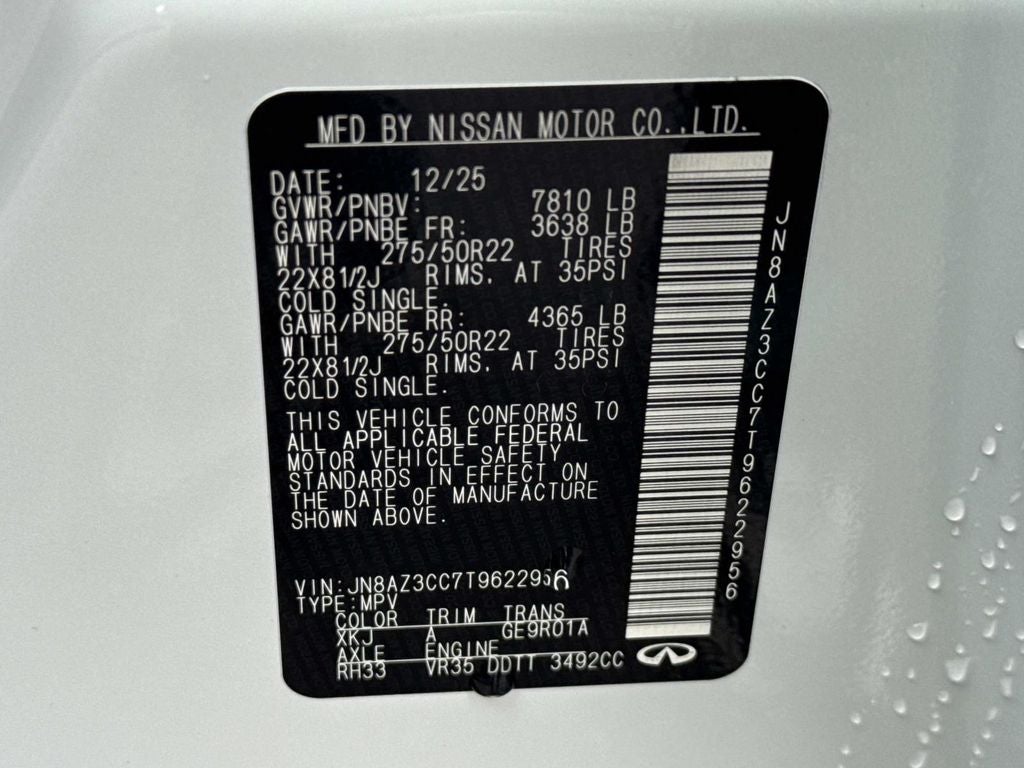 MFD BY NISSAN MOTOR CO.,LTD.
DATE: 12/25
GVWR/PNBV: 7810 LB
GAWR/PNBE FR: 3638 LB
WITH 275/50R22 TIRES
22X81/2J RIMS. AT 35PSI
COLD SINGLE.
GAWR/PNBE RR: 4365 LB
WITH 275/50R22 TIRES
22X81/2J RIMS. AT 35PSI
COLD SINGLE.
THIS VEHICLE CONFORMS TO
ALL APPLICABLE FEDERAL
MOTOR VEHICLE SAFETY
STANDARDS IN EFFECT ON
THE DATE OF MANUFACTURE
SHOWN ABOVE.
VIN: JN8AZ3CC7T9622956
TYPE: MPV
COLOR TRIM TRANS
XKJ A GE9R01A
AXLE ENGINE
RH33 VR35 DDTT 3492CC
JN8AZ3CC7T9622956